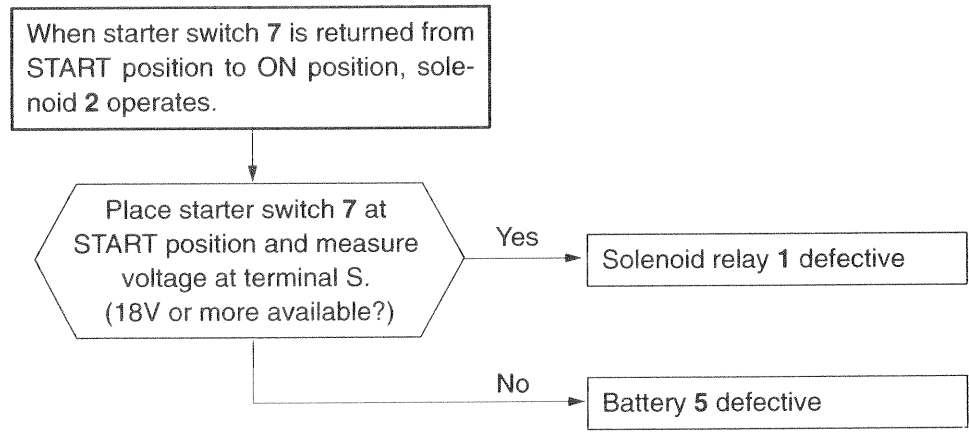 When starter switch 7 is returned from
START position to ON position, sole-
noid 2 operates.
Place starter switch 7 at
START position and measure
voltage at terminal S.
(18V or more available?)
Yes
Solenoid relay 1 defective
No
Battery 5 defective